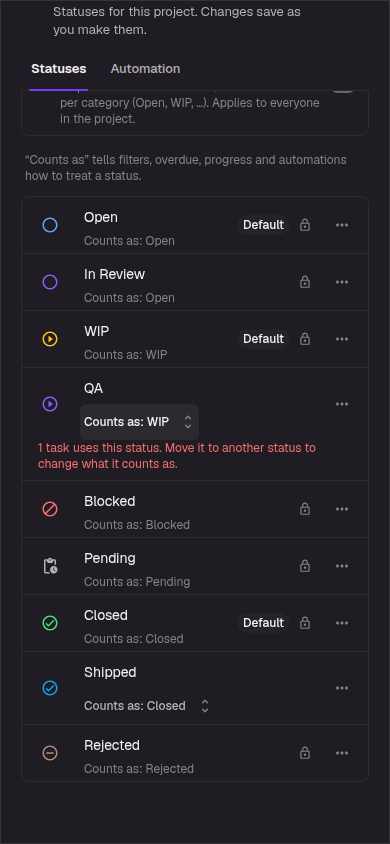 Statuses for this project. Changes save as
you make them.
Statuses
Automation
per category (Open, WIP, …). Applies to everyone
in the project.
“Counts as” tells filters, overdue, progress and automations
how to treat a status.
Open
Default
Counts as: Open
In Review
Counts as: Open
WIP
Default
Counts as: WIP
QA
Counts as: WIP
1 task uses this status. Move it to another status to
change what it counts as.
Blocked
Counts as: Blocked
Pending
Counts as: Pending
Closed
Default
Counts as: Closed
Shipped
Counts as: Closed
Rejected
Counts as: Rejected